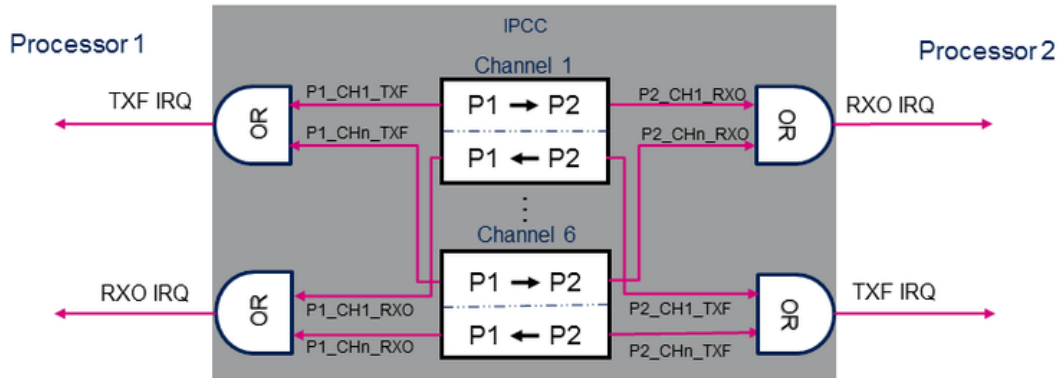 IPCC
Processor 1
Processor 2
Channel 1
TXF IRQ
P1_CH1_TXF
P1 → P2
P2_CH1_RXO
RXO IRQ
OR
OR
P1_CHn_TXF
P1 ← P2
P2_CHn_RXO
Channel 6
RXO IRQ
P1 → P2
TXF IRQ
OR
P1_CH1_RXO
P2_CH1_TXF
OR
P1_CHn_RXO
P1 ← P2
P2_CHn_TXF